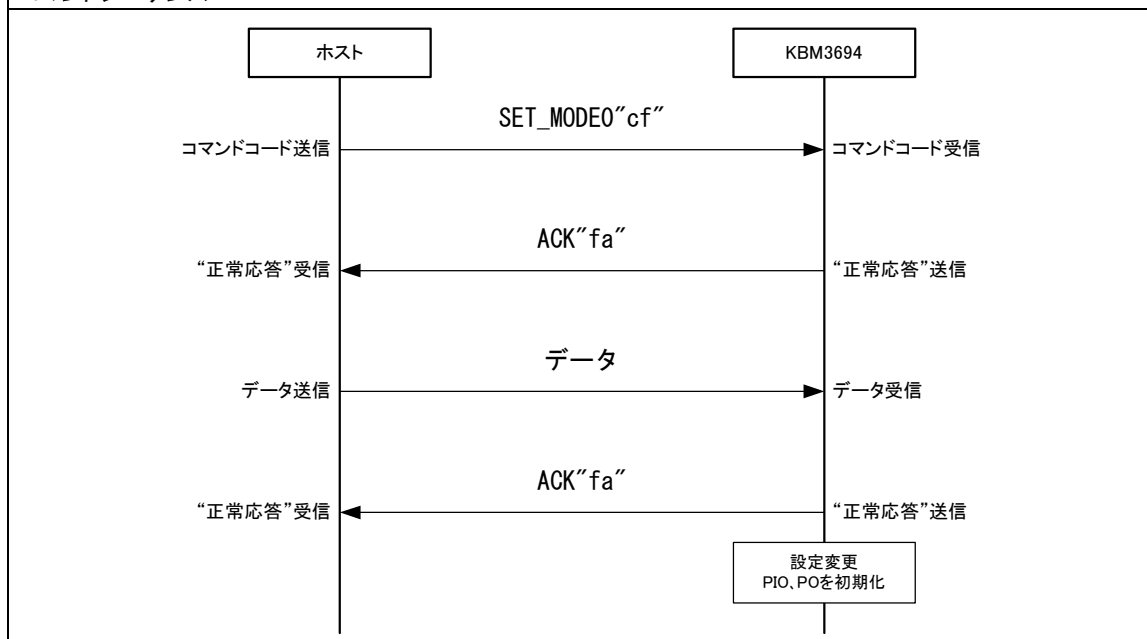 ホスト
KBM3694
SET_MODE0"cf"
コマンドコード送信
コマンドコード受信
ACK"fa"
“正常応答”受信
“正常応答”送信
データ
データ送信
データ受信
ACK"fa"
“正常応答”受信
“正常応答”送信
設定変更
PIO、POを初期化